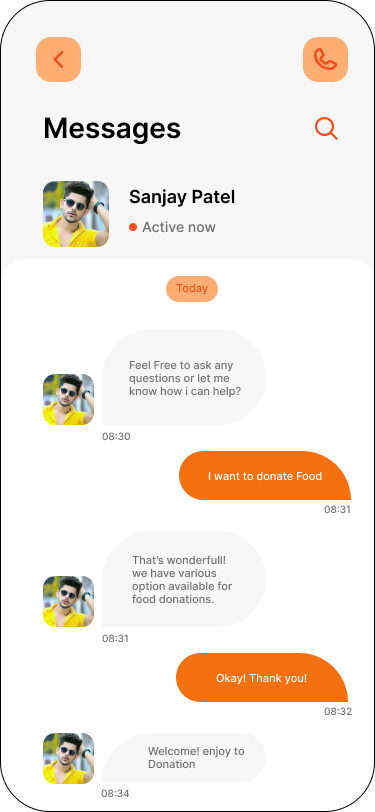 Messages
Sanjay Patel
Active now
Today
Feel Free to ask any
questions or let me
know how i can help?
08:30
I want to donate Food
08:31
That's wonderfull!
we have various
option available for
food donations.
08:31
Okay! Thank you!
08:32
Welcome! enjoy to
Donation
08:34